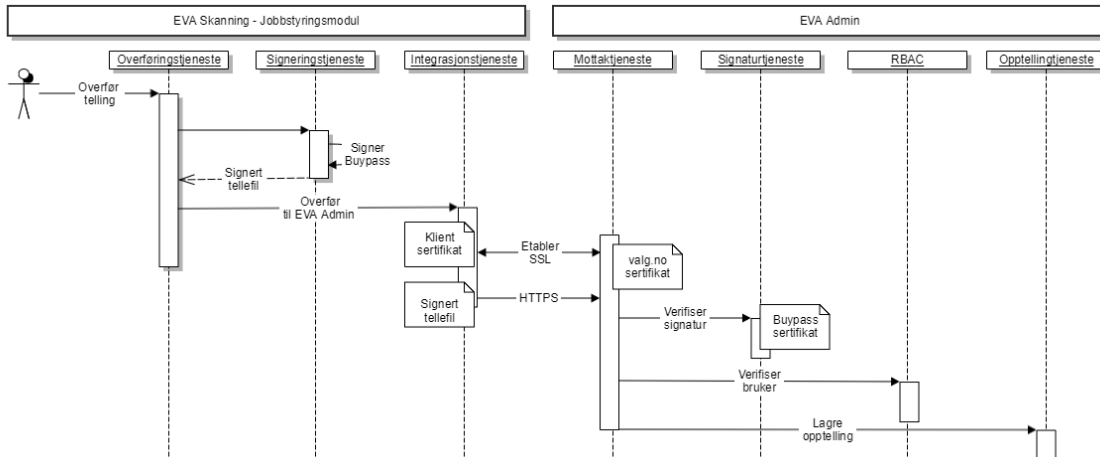 EVA Skanning - Jobbstyringsmodul
EVA Admin
Overføringstjeneste
Signeringstjeneste
Integrasjonstjeneste
Mottaktjeneste
Signaturtjeneste
RBAC
Opptellingtjeneste
Overfør
telling
Signer
Buypass
Signert
tellefil
Overfør
til EVA Admin
Klient
sertifikat
Etabler
SSL
valg.no
sertifikat
Signert
tellefil
HTTPS
Verifiser
signatur
Buypass
sertifikat
Verifiser
bruker
Lagre
opptelling